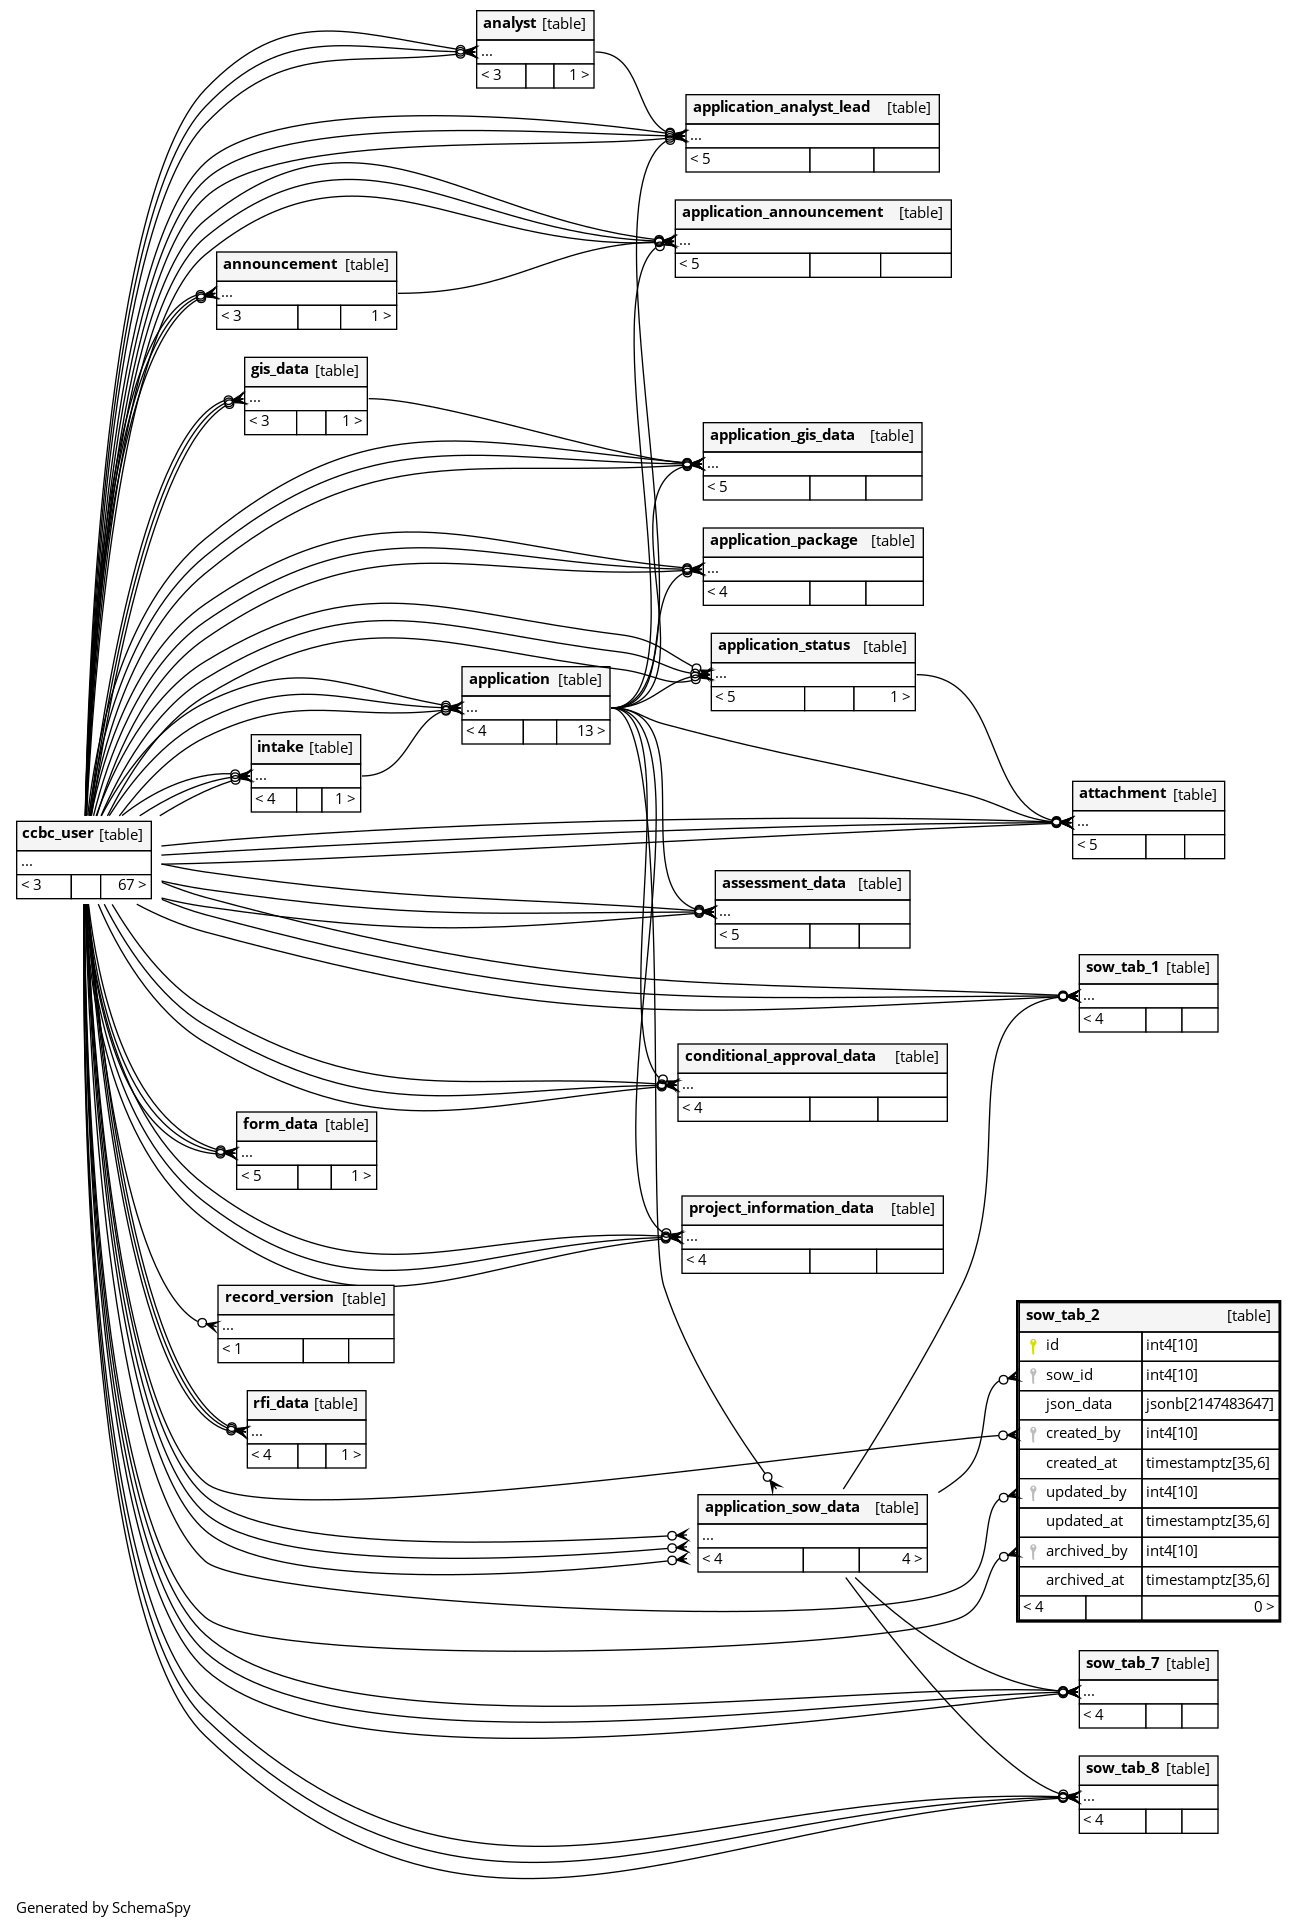 analyst [table]
...
< 3 1 >
application_analyst_lead [table]
...
< 5
application_announcement [table]
...
< 5
announcement [table]
...
< 3 1 >
gis_data [table]
...
< 3 1 >
application_gis_data [table]
...
< 5
application_package [table]
...
< 4
application_status [table]
...
< 5 1 >
application [table]
...
< 4 13 >
intake [table]
...
< 4 1 >
attachment [table]
...
< 5
ccbc_user [table]
...
< 3 67 >
assessment_data [table]
...
< 5
sow_tab_1 [table]
...
< 4
conditional_approval_data [table]
...
< 4
form_data [table]
...
< 5 1 >
project_information_data [table]
...
< 4
record_version [table]
...
< 1
sow_tab_2 [table]
id int4[10]
sow_id int4[10]
json_data jsonb[2147483647]
created_by int4[10]
created_at timestamptz[35,6]
updated_by int4[10]
updated_at timestamptz[35,6]
archived_by int4[10]
archived_at timestamptz[35,6]
< 4 0 >
rfi_data [table]
...
< 4 1 >
application_sow_data [table]
...
< 4 4 >
sow_tab_7 [table]
...
< 4
sow_tab_8 [table]
...
< 4
Generated by SchemaSpy